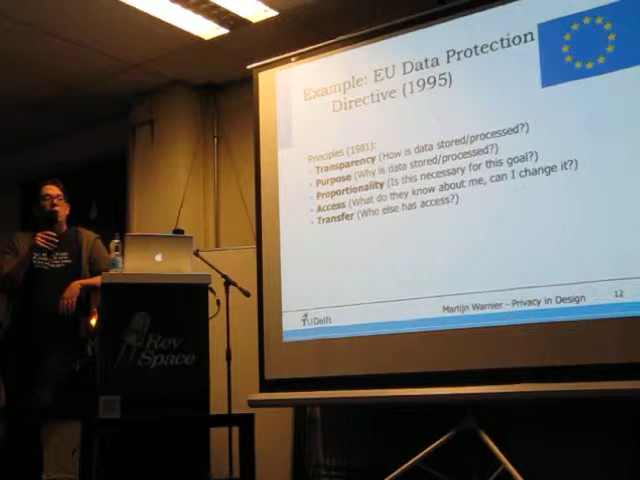 Example: EU Data Protection
Directive (1995)
Principles (1981):
- Transparency (How is data stored/processed?)
- Purpose (Why is data stored/processed?)
- Proportionality (Is this necessary for this goal?)
- Access (What do they know about me, can I change it?)
- Transfer (Who else has access?)
TU Delft
Martijn Warnier - Privacy in Design
12
Rev
Space